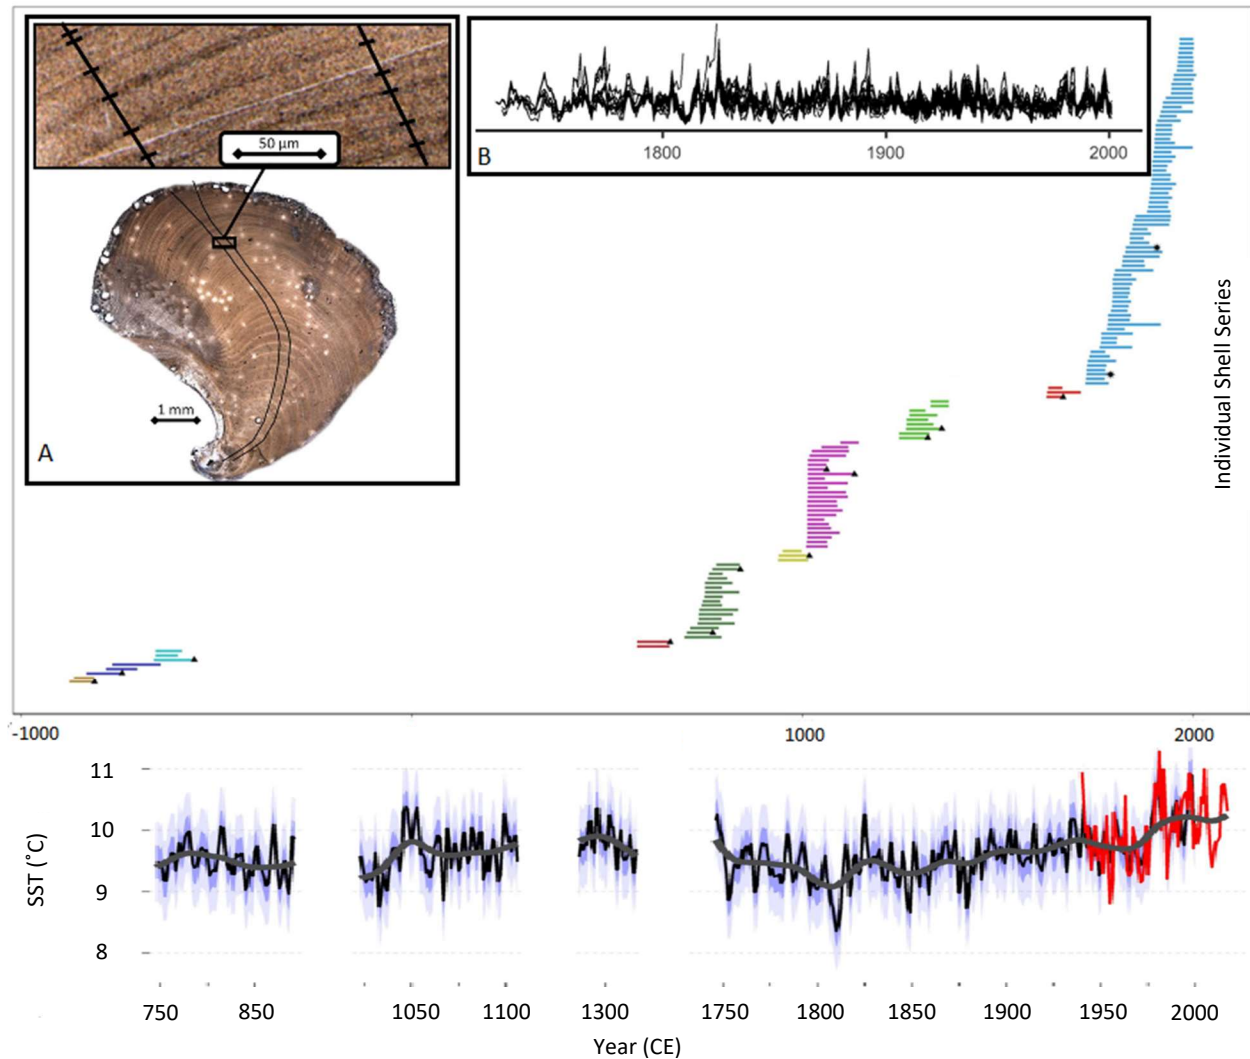 50 µm
1 mm
A
B
1800 1900 2000
Individual Shell Series
-1000 1000 2000
SST (˚C)
11
10
9
8
750 850 1050 1100 1300 1750 1800 1850 1900 1950 2000
Year (CE)